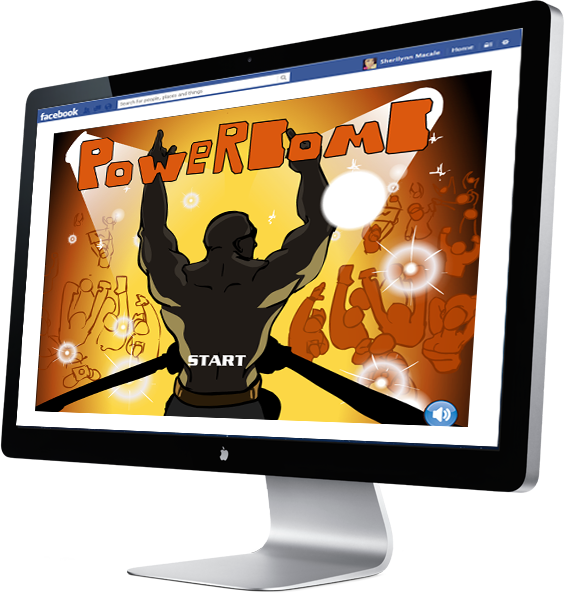 facebook
Search for people, places and things
Sherilynn Macale
Home
POWERBOMB
START